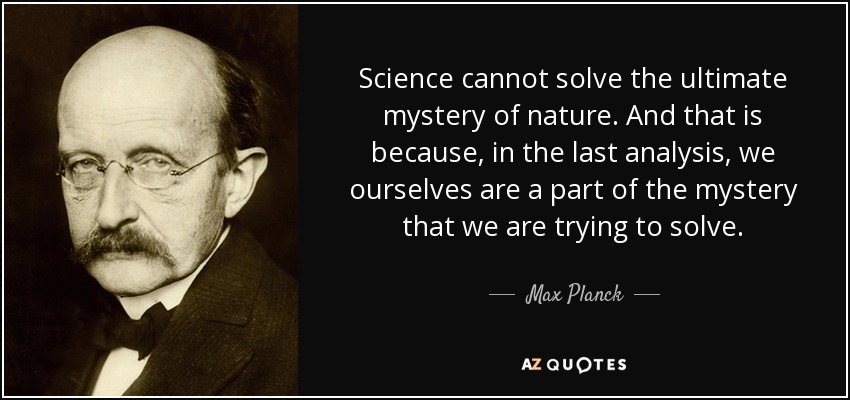 Science cannot solve the ultimate
mystery of nature. And that is
because, in the last analysis, we
ourselves are a part of the mystery
that we are trying to solve.
Max Planck
AZ QUOTES